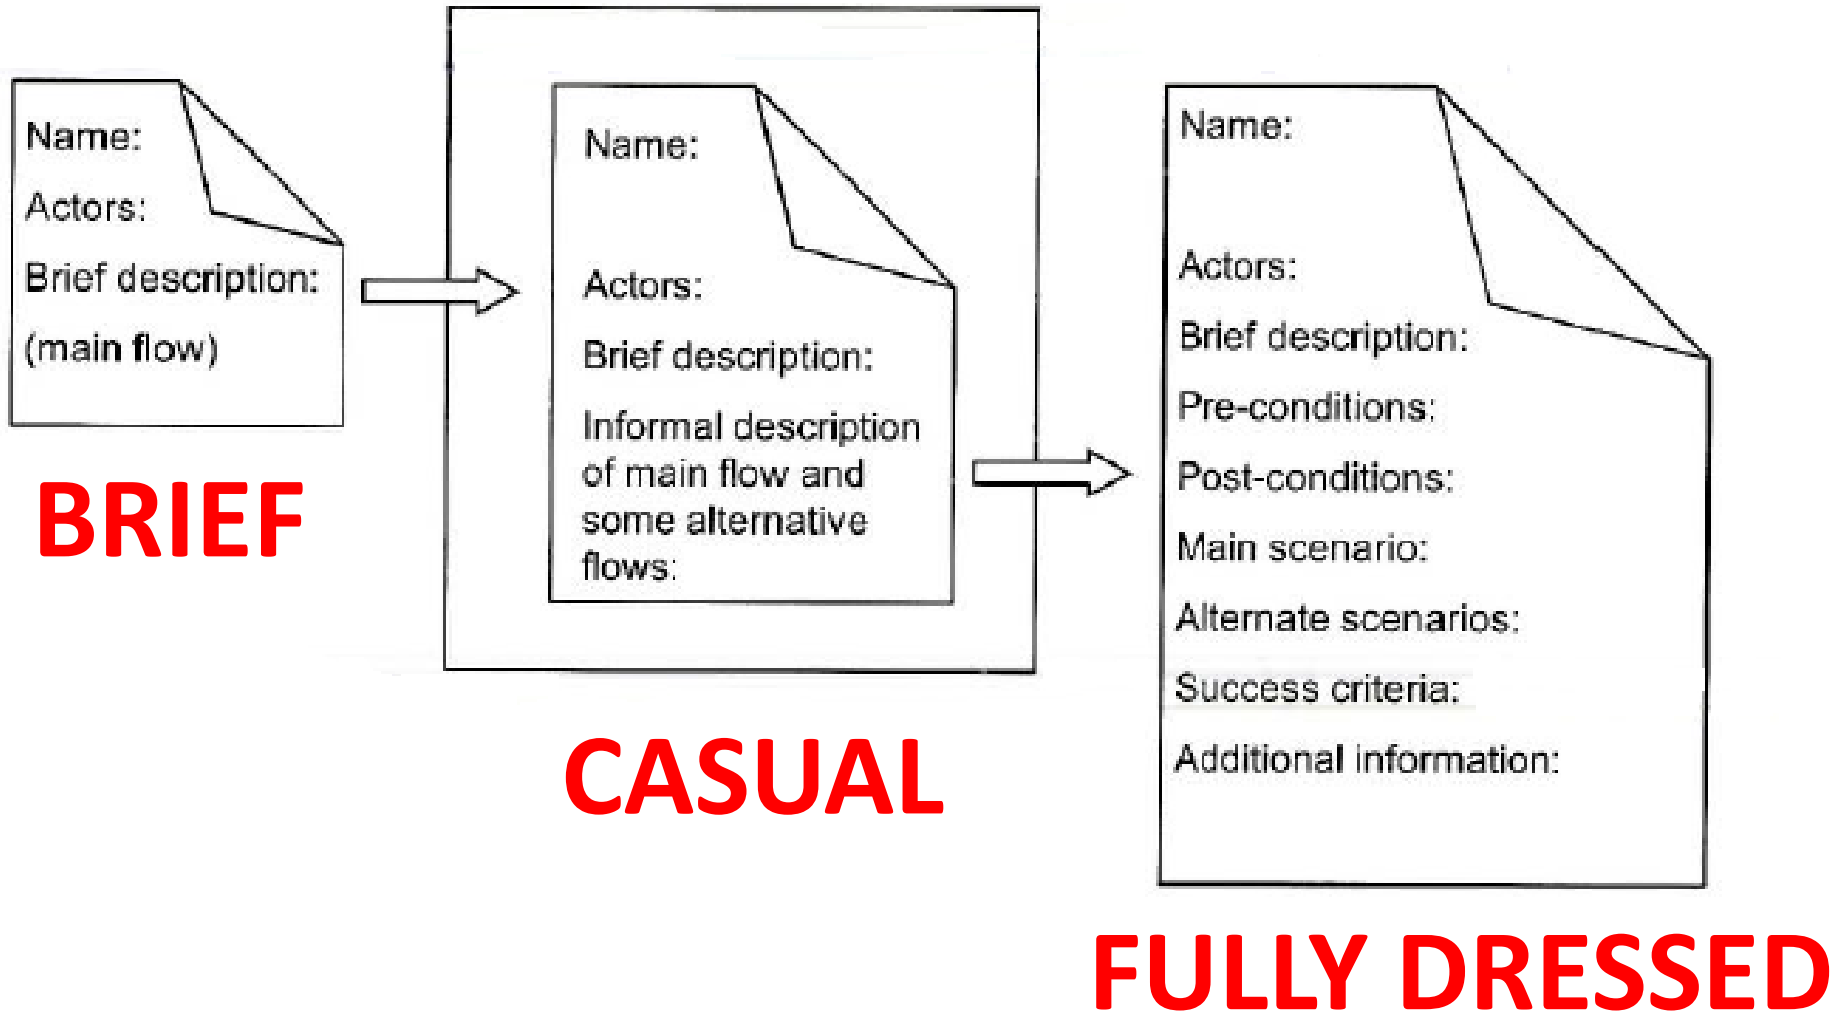 Name:
Actors:
Brief description:
(main flow)
BRIEF
Name:
Actors:
Brief description:
Informal description
of main flow and
some alternative
flows:
CASUAL
Name:
Actors:
Brief description:
Pre-conditions:
Post-conditions:
Main scenario:
Alternate scenarios:
Success criteria:
Additional information:
FULLY DRESSED